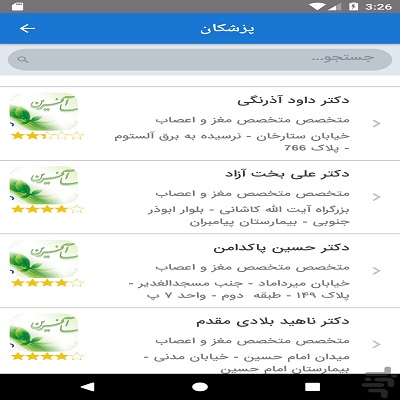 3:26
پزشکان
جستجو...
دکتر داود آذرنگی
متخصص متخصص مغز و اعصاب
خیابان ستارخان - نرسیده به برق آلستوم
- پلاک 766
دکتر علی بخت آزاد
متخصص متخصص مغز و اعصاب
بزرگراه آیت الله کاشانی - بلوار ابوذر
جنوبی - بیمارستان پیامبران
دکتر حسین پاکدامن
متخصص متخصص مغز و اعصاب
خیابان میرداماد - جنب مسجدالغدیر -
پلاک ۱۴۹ - طبقه دوم - واحد ۷ پ
دکتر ناهید بلادی مقدم
متخصص متخصص مغز و اعصاب
میدان امام حسین - خیابان مدنی -
بیمارستان امام حسین